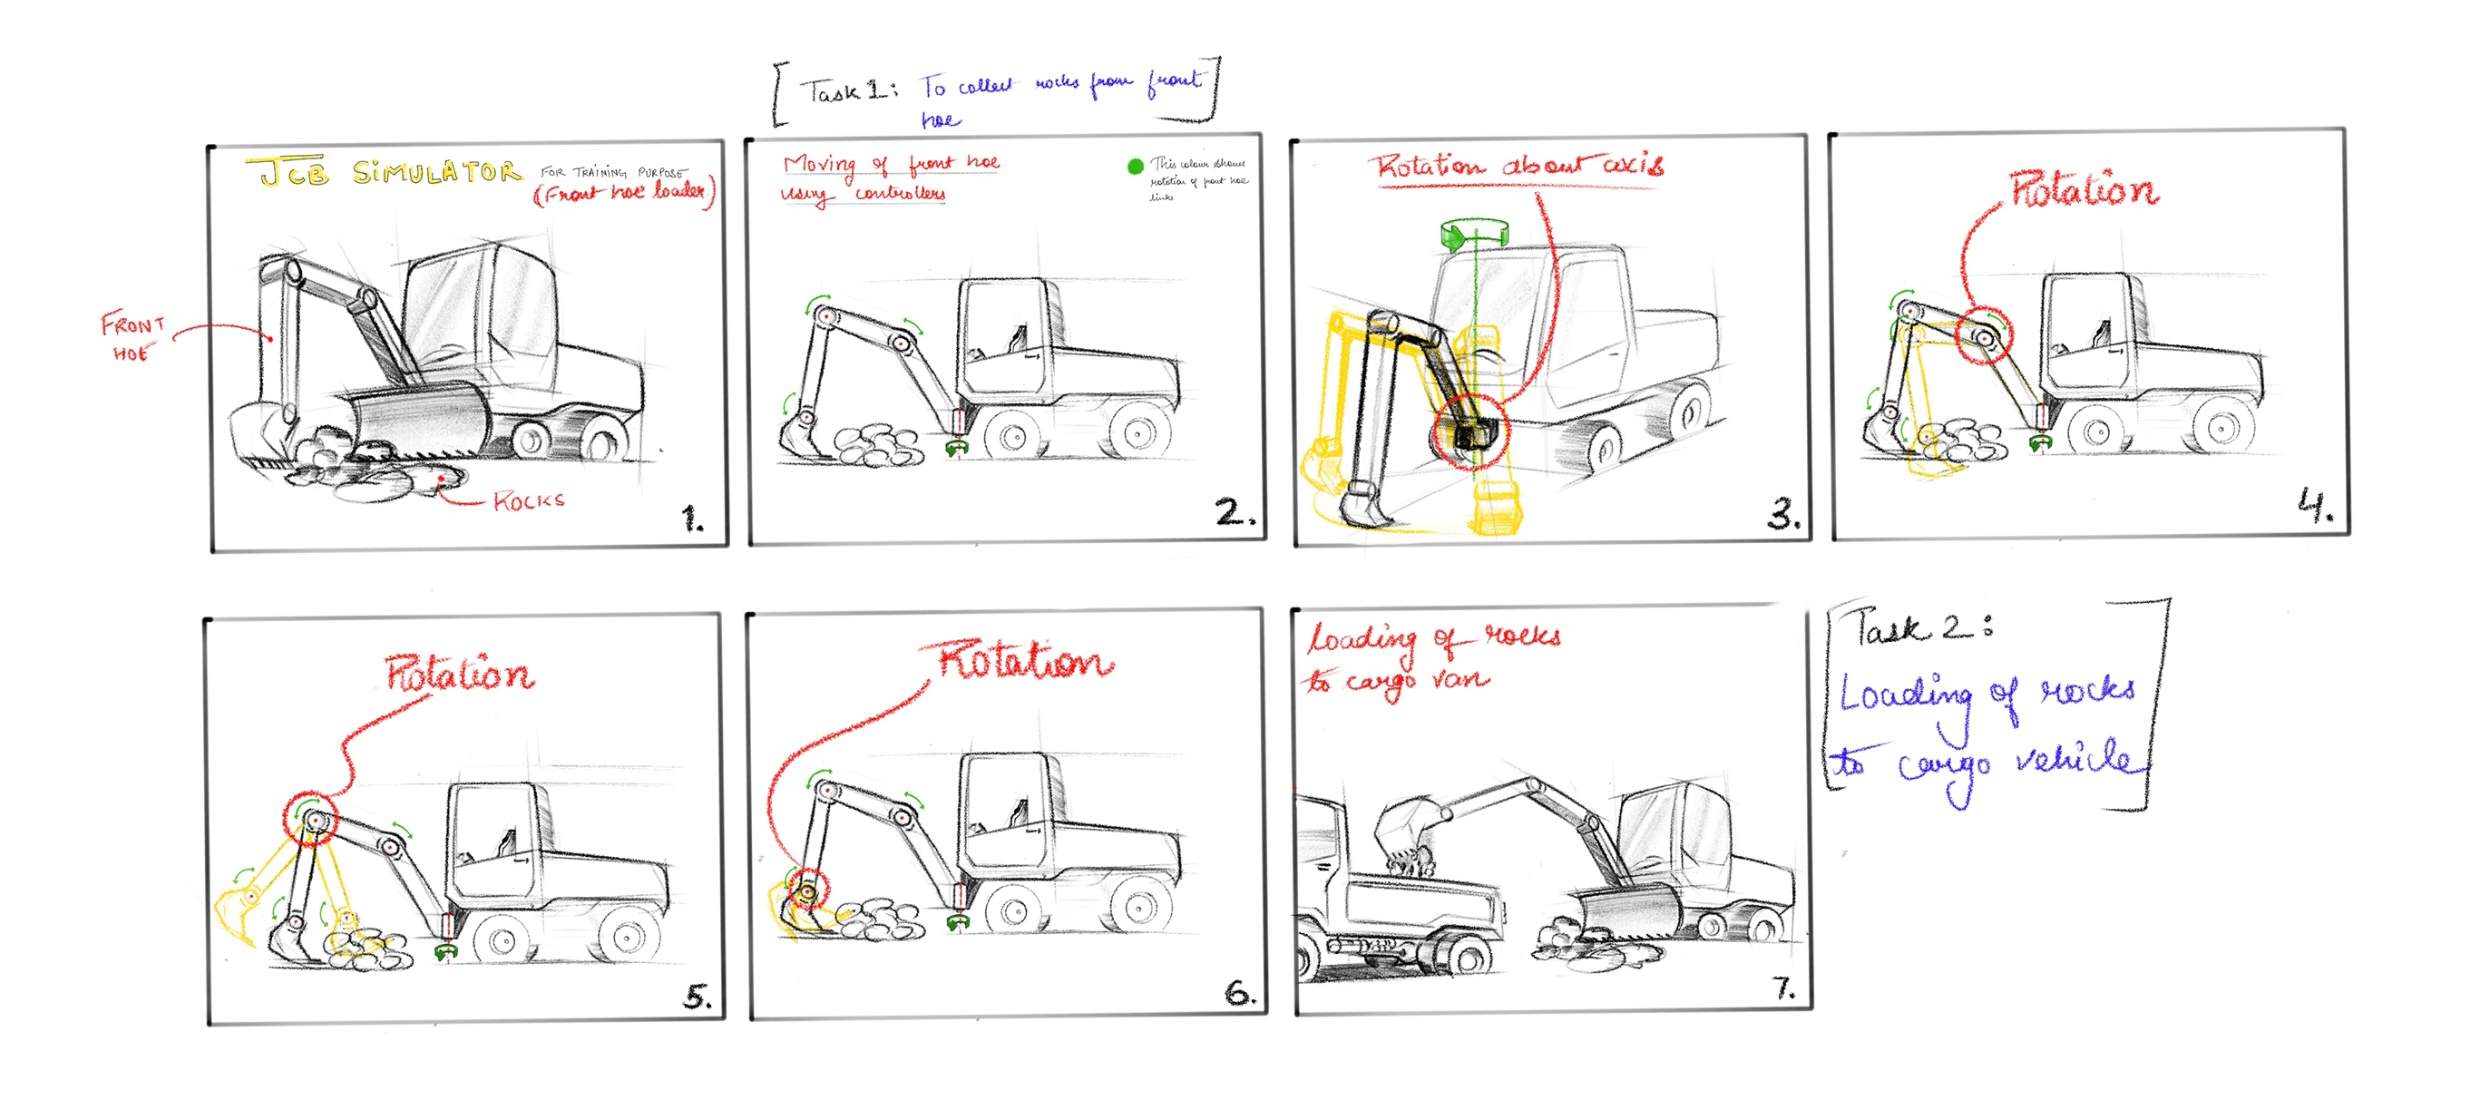 [Task 1: To collect rocks from front
hoe]
JCB SIMULATOR FOR TRAINING PURPOSE
(Front hoe loader)
FRONT
HOE
ROCKS
1.
Moving of front hoe
using controllers
This colour shows
rotation of front hoe
links
2.
Rotation about axis
3.
Rotation
4.
Rotation
5.
Rotation
6.
Loading of rocks
to cargo van
7.
[Task 2:
Loading of rocks
to cargo vehicle]